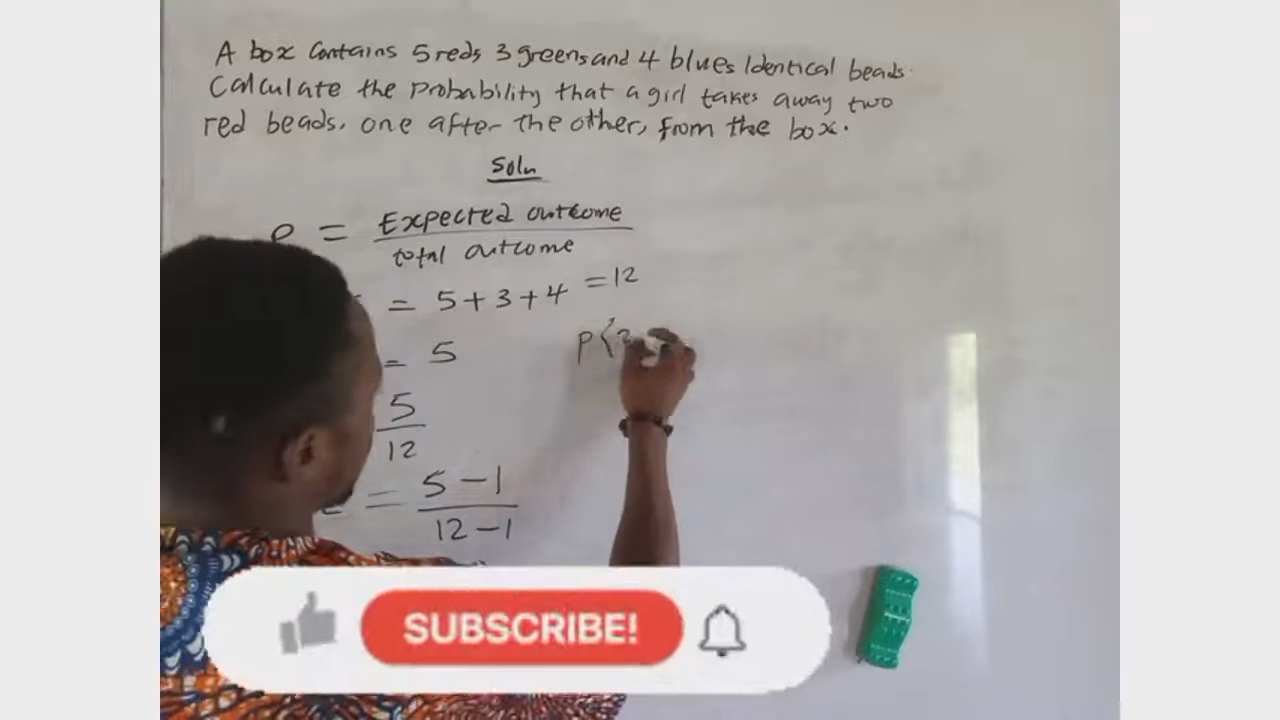 A box contains 5 reds 3 greens and 4 blues Identical beads.
Calculate the probability that a girl takes away two
red beads, one after the other, from the box.
Soln
P = Expected outcome
total outcome
= 5+3+4 = 12
= 5
P(2
5
12
= 5-1
12-1
SUBSCRIBE!